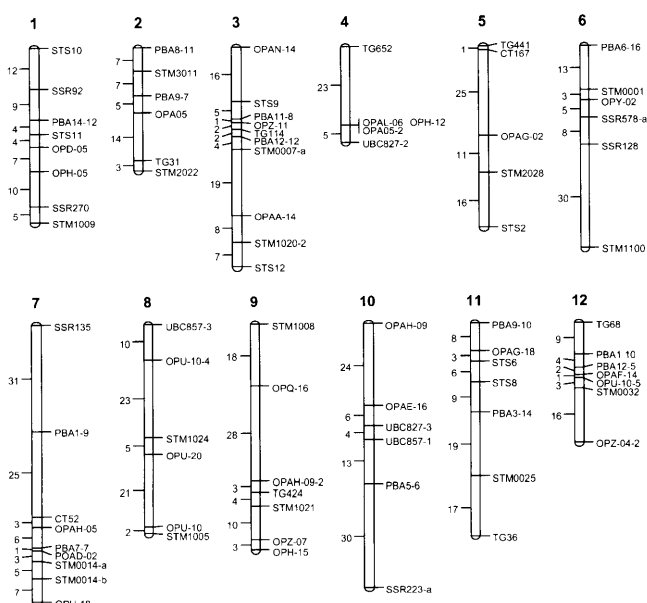 1
STS10
12
SSR92
9
PBA14-12
4
STS11
4
OPD-05
7
OPH-05
10
SSR270
5
STM1009
2
PBA8-11
7
STM3011
7
PBA9-7
5
OPA05
14
TG31
3
STM2022
3
OPAN-14
16
STS9
5
PBA11-8
1
OPZ-11
2
TG114
2
PBA12-12
4
STM0007-a
19
OPAA-14
8
STM1020-2
7
STS12
4
TG652
23
OPAL-06 OPH-12
OPA05-2
5
UBC827-2
5
TG441
1
CT167
25
OPAG-02
11
STM2028
16
STS2
6
PBA6-16
13
STM0001
3
OPY-02
5
SSR578-a
8
SSR128
30
STM1100
7
SSR135
31
PBA1-9
25
CT52
3
OPAH-05
6
PBA7-7
1
POAD-02
3
STM0014-a
5
STM0014-b
7
8
UBC857-3
10
OPU-10-4
23
STM1024
5
OPU-20
21
OPU-10
2
STM1005
9
STM1008
18
OPQ-16
28
OPAH-09-2
3
TG424
4
STM1021
10
OPZ-07
3
OPH-15
10
OPAH-09
24
OPAE-16
6
UBC827-3
4
UBC857-1
13
PBA5-6
30
SSR223-a
11
PBA9-10
8
OPAG-18
3
STS6
6
STS8
9
PBA3-14
19
STM0025
17
TG36
12
TG68
9
PBA1-10
4
PBA12-5
2
OPAF-14
1
OPU-10-5
3
STM0032
16
OPZ-04-2